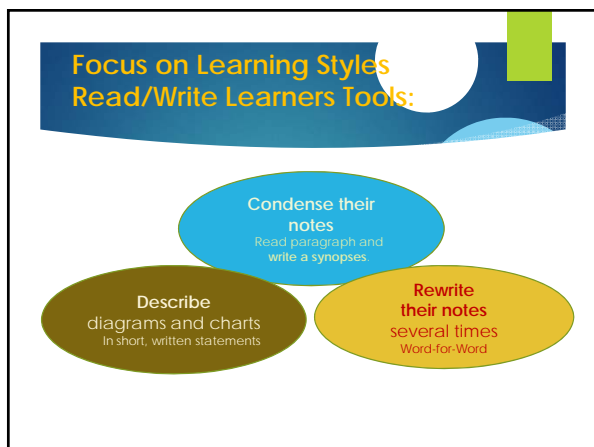 Focus on Learning Styles
Read/Write Learners Tools:
Condense their
notes
Read paragraph and
write a synopses.
Describe
diagrams and charts
In short, written statements
Rewrite
their notes
several times
Word-for-Word